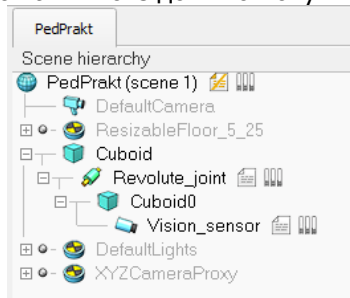 PedPrakt
Scene hierarchy
PedPrakt (scene 1)
DefaultCamera
ResizableFloor_5_25
Cuboid
Revolute_joint
Cuboid0
Vision_sensor
DefaultLights
XYZCameraProxy